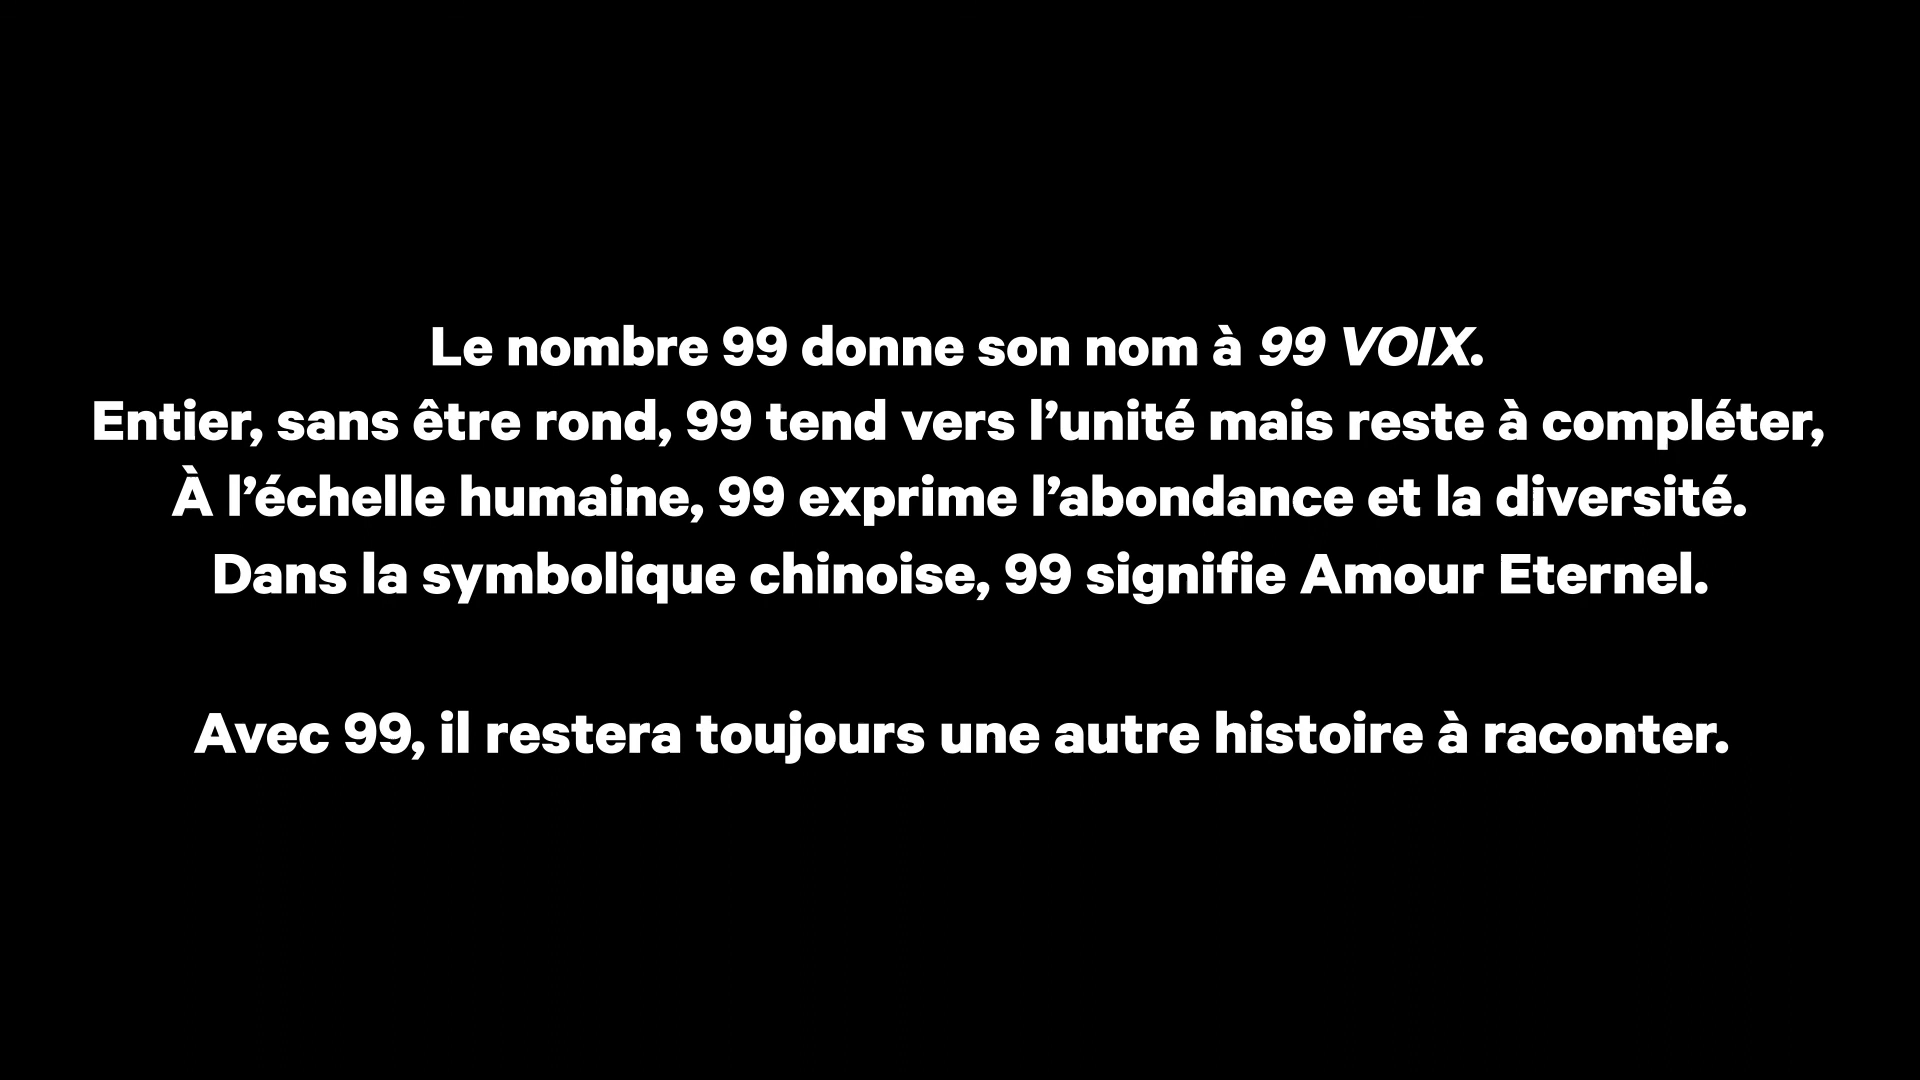 Le nombre 99 donne son nom à 99 VOIX.
Entier, sans être rond, 99 tend vers l’unité mais reste à compléter,
À l’échelle humaine, 99 exprime l’abondance et la diversité.
Dans la symbolique chinoise, 99 signifie Amour Eternel.
Avec 99, il restera toujours une autre histoire à raconter.